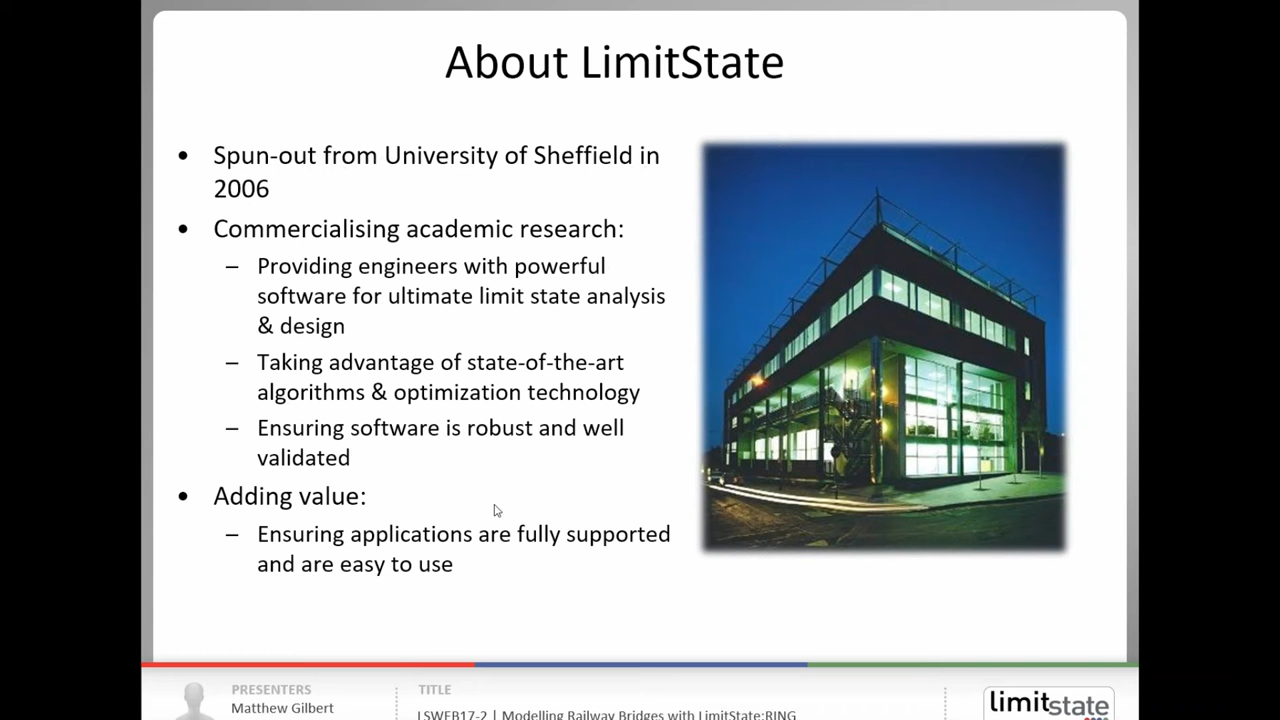 About LimitState
• Spun-out from University of Sheffield in
2006
• Commercialising academic research:
– Providing engineers with powerful
software for ultimate limit state analysis
& design
– Taking advantage of state-of-the-art
algorithms & optimization technology
– Ensuring software is robust and well
validated
• Adding value:
– Ensuring applications are fully supported
and are easy to use
PRESENTERS
Matthew Gilbert
TITLE
LSWEB17-2 | Modelling Railway Bridges with LimitState:RING
limitstate